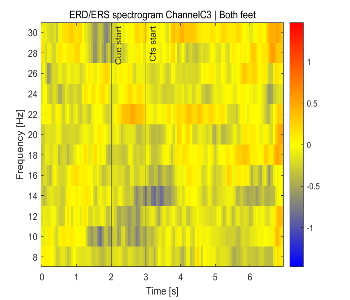 ERD/ERS spectrogram ChannelC3 | Both feet
Frequency [Hz]
30
28
26
24
22
20
18
16
14
12
10
8
Cue start
Cfs start
0 1 2 3 4 5 6
Time [s]
1
0.5
0
-0.5
-1